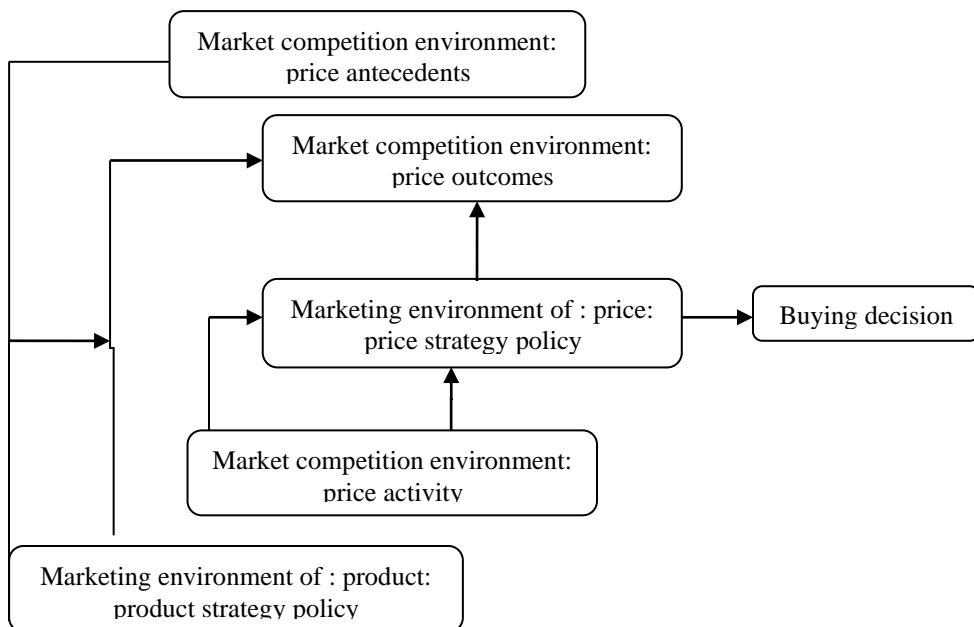 Market competition environment:
price antecedents
Market competition environment:
price outcomes
Marketing environment of : price:
price strategy policy
Buying decision
Market competition environment:
price activity
Marketing environment of : product:
product strategy policy